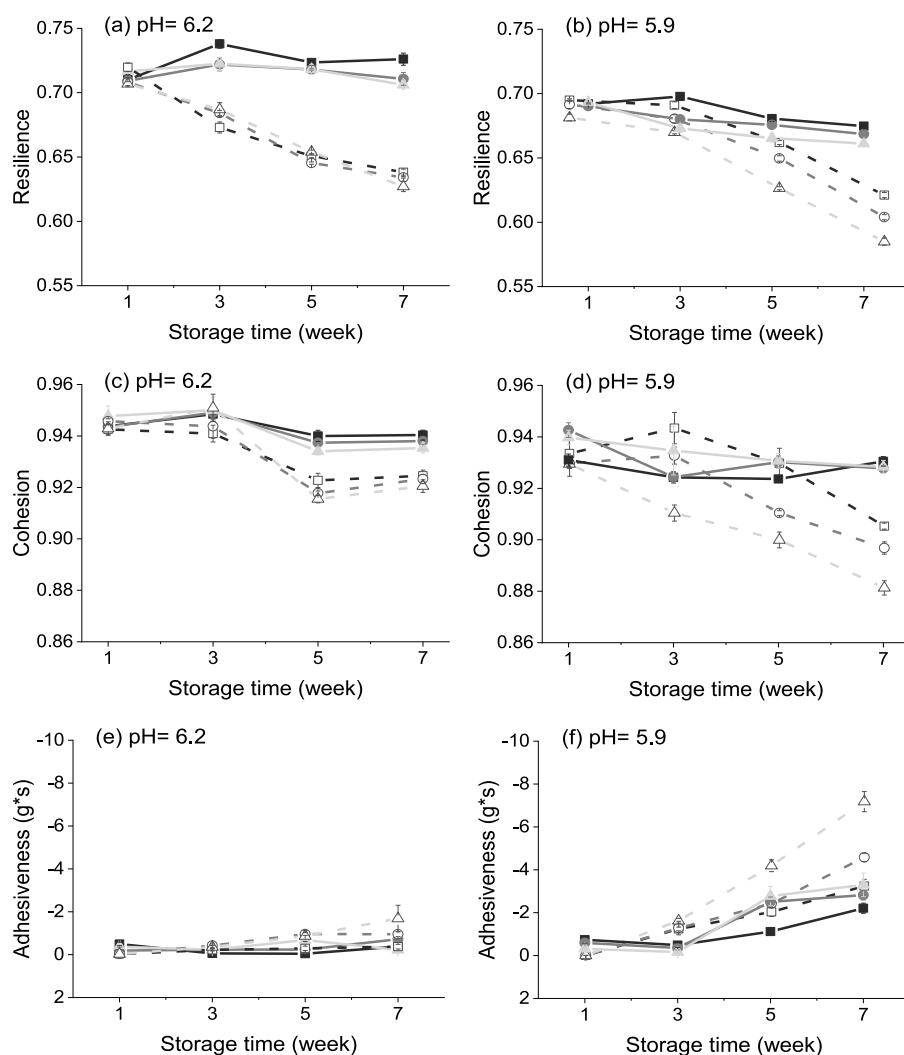 (a) pH= 6.2
0.75
0.70
0.65
0.60
0.55
Resilience
1 3 5 7
Storage time (week)
(b) pH= 5.9
0.75
0.70
0.65
0.60
0.55
Resilience
1 3 5 7
Storage time (week)
(c) pH= 6.2
0.96
0.94
0.92
0.90
0.88
0.86
Cohesion
1 3 5 7
Storage time (week)
(d) pH= 5.9
0.96
0.94
0.92
0.90
0.88
0.86
Cohesion
1 3 5 7
Storage time (week)
(e) pH= 6.2
-10
-8
-6
-4
-2
0
2
Adhesiveness (g*s)
1 3 5 7
Storage time (week)
(f) pH= 5.9
-10
-8
-6
-4
-2
0
2
Adhesiveness (g*s)
1 3 5 7
Storage time (week)